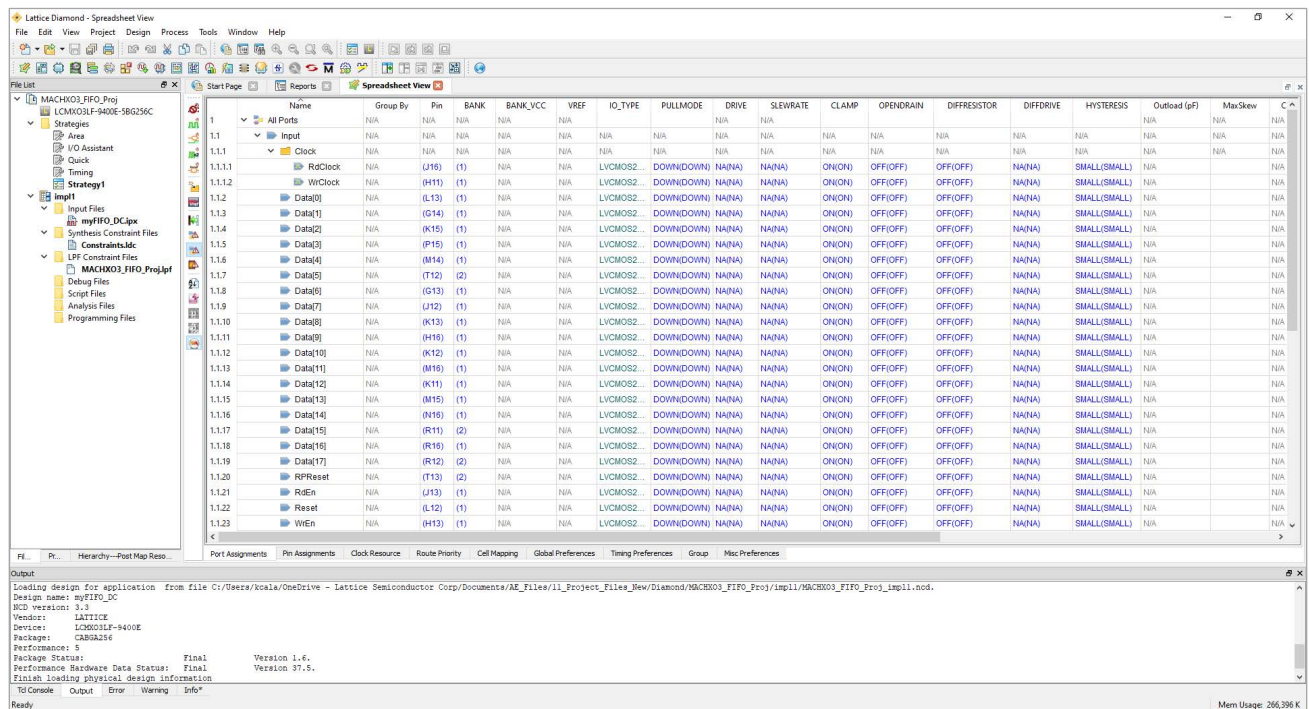 Lattice Diamond - Spreadsheet View
File Edit View Project Design Process Tools Window Help
File List
Start Page Reports Spreadsheet View
MACHXO3_FIFO_Proj
LCMXO3LF-9400E-5BG256C
Strategies
Area
I/O Assistant
Quick
Timing
Strategy1
impl1
Input Files
myFIFO_DC.ipx
Synthesis Constraint Files
Constraints.ldc
LPF Constraint Files
MACHXO3_FIFO_Proj.lpf
Debug Files
Script Files
Analysis Files
Programming Files
Name Group By Pin BANK BANK_VCC VREF IO_TYPE PULLMODE DRIVE SLEWRATE CLAMP OPENDRAIN DIFFRESISTOR DIFFDRIVE HYSTERESIS Outload (pF) MaxSkew C
1 All Ports N/A N/A N/A N/A N/A N/A N/A N/A N/A N/A
1.1 Input N/A N/A N/A N/A N/A N/A N/A N/A N/A N/A N/A N/A N/A N/A N/A N/A N/A
1.1.1 Clock N/A N/A N/A N/A N/A N/A N/A N/A N/A N/A N/A N/A N/A N/A N/A N/A N/A
1.1.1.1 RdClock N/A (J16) (1) N/A N/A LVCMOS2... DOWN(DOWN) NA(NA) NA(NA) ON(ON) OFF(OFF) OFF(OFF) NA(NA) SMALL(SMALL) N/A N/A
1.1.1.2 WrClock N/A (H11) (1) N/A N/A LVCMOS2... DOWN(DOWN) NA(NA) NA(NA) ON(ON) OFF(OFF) OFF(OFF) NA(NA) SMALL(SMALL) N/A N/A
1.1.2 Data[0] N/A (L13) (1) N/A N/A LVCMOS2... DOWN(DOWN) NA(NA) NA(NA) ON(ON) OFF(OFF) OFF(OFF) NA(NA) SMALL(SMALL) N/A N/A
1.1.3 Data[1] N/A (G14) (1) N/A N/A LVCMOS2... DOWN(DOWN) NA(NA) NA(NA) ON(ON) OFF(OFF) OFF(OFF) NA(NA) SMALL(SMALL) N/A N/A
1.1.4 Data[2] N/A (K15) (1) N/A N/A LVCMOS2... DOWN(DOWN) NA(NA) NA(NA) ON(ON) OFF(OFF) OFF(OFF) NA(NA) SMALL(SMALL) N/A N/A
1.1.5 Data[3] N/A (P15) (1) N/A N/A LVCMOS2... DOWN(DOWN) NA(NA) NA(NA) ON(ON) OFF(OFF) OFF(OFF) NA(NA) SMALL(SMALL) N/A N/A
1.1.6 Data[4] N/A (M14) (1) N/A N/A LVCMOS2... DOWN(DOWN) NA(NA) NA(NA) ON(ON) OFF(OFF) OFF(OFF) NA(NA) SMALL(SMALL) N/A N/A
1.1.7 Data[5] N/A (T12) (2) N/A N/A LVCMOS2... DOWN(DOWN) NA(NA) NA(NA) ON(ON) OFF(OFF) OFF(OFF) NA(NA) SMALL(SMALL) N/A N/A
1.1.8 Data[6] N/A (G13) (1) N/A N/A LVCMOS2... DOWN(DOWN) NA(NA) NA(NA) ON(ON) OFF(OFF) OFF(OFF) NA(NA) SMALL(SMALL) N/A N/A
1.1.9 Data[7] N/A (J12) (1) N/A N/A LVCMOS2... DOWN(DOWN) NA(NA) NA(NA) ON(ON) OFF(OFF) OFF(OFF) NA(NA) SMALL(SMALL) N/A N/A
1.1.10 Data[8] N/A (K13) (1) N/A N/A LVCMOS2... DOWN(DOWN) NA(NA) NA(NA) ON(ON) OFF(OFF) OFF(OFF) NA(NA) SMALL(SMALL) N/A N/A
1.1.11 Data[9] N/A (H16) (1) N/A N/A LVCMOS2... DOWN(DOWN) NA(NA) NA(NA) ON(ON) OFF(OFF) OFF(OFF) NA(NA) SMALL(SMALL) N/A N/A
1.1.12 Data[10] N/A (K12) (1) N/A N/A LVCMOS2... DOWN(DOWN) NA(NA) NA(NA) ON(ON) OFF(OFF) OFF(OFF) NA(NA) SMALL(SMALL) N/A N/A
1.1.13 Data[11] N/A (M16) (1) N/A N/A LVCMOS2... DOWN(DOWN) NA(NA) NA(NA) ON(ON) OFF(OFF) OFF(OFF) NA(NA) SMALL(SMALL) N/A N/A
1.1.14 Data[12] N/A (K11) (1) N/A N/A LVCMOS2... DOWN(DOWN) NA(NA) NA(NA) ON(ON) OFF(OFF) OFF(OFF) NA(NA) SMALL(SMALL) N/A N/A
1.1.15 Data[13] N/A (M15) (1) N/A N/A LVCMOS2... DOWN(DOWN) NA(NA) NA(NA) ON(ON) OFF(OFF) OFF(OFF) NA(NA) SMALL(SMALL) N/A N/A
1.1.16 Data[14] N/A (N16) (1) N/A N/A LVCMOS2... DOWN(DOWN) NA(NA) NA(NA) ON(ON) OFF(OFF) OFF(OFF) NA(NA) SMALL(SMALL) N/A N/A
1.1.17 Data[15] N/A (R11) (2) N/A N/A LVCMOS2... DOWN(DOWN) NA(NA) NA(NA) ON(ON) OFF(OFF) OFF(OFF) NA(NA) SMALL(SMALL) N/A N/A
1.1.18 Data[16] N/A (R16) (1) N/A N/A LVCMOS2... DOWN(DOWN) NA(NA) NA(NA) ON(ON) OFF(OFF) OFF(OFF) NA(NA) SMALL(SMALL) N/A N/A
1.1.19 Data[17] N/A (R12) (2) N/A N/A LVCMOS2... DOWN(DOWN) NA(NA) NA(NA) ON(ON) OFF(OFF) OFF(OFF) NA(NA) SMALL(SMALL) N/A N/A
1.1.20 RPReset N/A (T13) (2) N/A N/A LVCMOS2... DOWN(DOWN) NA(NA) NA(NA) ON(ON) OFF(OFF) OFF(OFF) NA(NA) SMALL(SMALL) N/A N/A
1.1.21 RdEn N/A (J13) (1) N/A N/A LVCMOS2... DOWN(DOWN) NA(NA) NA(NA) ON(ON) OFF(OFF) OFF(OFF) NA(NA) SMALL(SMALL) N/A N/A
1.1.22 Reset N/A (L12) (1) N/A N/A LVCMOS2... DOWN(DOWN) NA(NA) NA(NA) ON(ON) OFF(OFF) OFF(OFF) NA(NA) SMALL(SMALL) N/A N/A
1.1.23 WrEn N/A (H13) (1) N/A N/A LVCMOS2... DOWN(DOWN) NA(NA) NA(NA) ON(ON) OFF(OFF) OFF(OFF) NA(NA) SMALL(SMALL) N/A N/A
Fil... Pr... Hierarchy---Post Map Reso...
Port Assignments Pin Assignments Clock Resource Route Priority Cell Mapping Global Preferences Timing Preferences Group Misc Preferences
Output
Loading design for application from file C:/Users/kcala/OneDrive - Lattice Semiconductor Corp/Documents/AE_Files/11_Project_Files_New/Diamond/MACHXO3_FIFO_Proj/impl1/MACHXO3_FIFO_Proj_impl1.ncd.
Design name: myFIFO_DC
NCD version: 3.3
Vendor: LATTICE
Device: LCMXO3LF-9400E
Package: CABGA256
Performance: 5
Package Status: Final Version 1.6.
Performance Hardware Data Status: Final Version 37.5.
Finish loading physical design information
Tcl Console Output Error Warning Info*
Ready
Mem Usage: 266,396 K